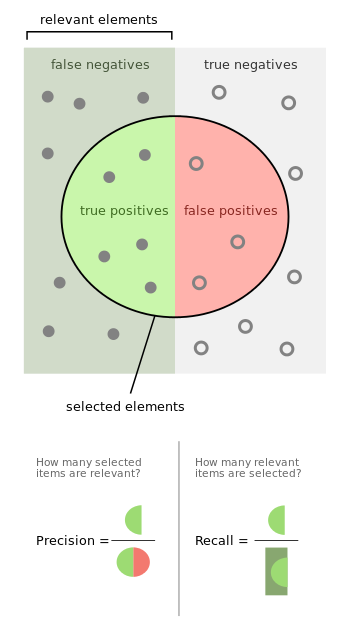 relevant elements
false negatives
true negatives
true positives
false positives
selected elements
How many selected
items are relevant?
How many relevant
items are selected?
Precision =
Recall =